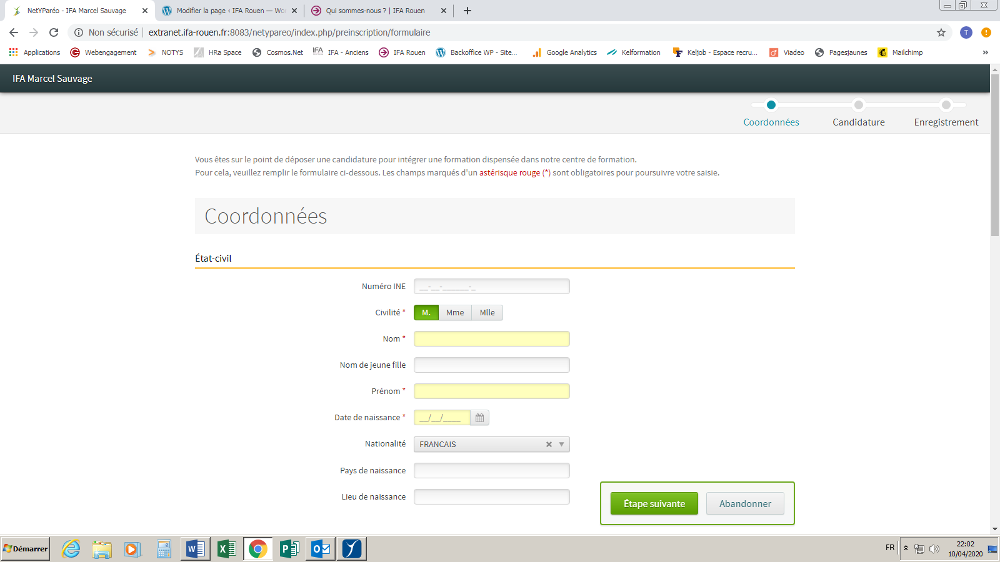 NetYParéo - IFA Marcel Sauvage
Modifier la page ‹ IFA Rouen — Wo
Qui sommes-nous ? | IFA Rouen
Non sécurisé
extranet.ifa-rouen.fr:8083/netypareo/index.php/preinscription/formulaire
T
Applications
Webengagement
NOTYS
HRa Space
Cosmos.Net
IFA
IFA - Anciens
IFA Rouen
Backoffice WP - Site...
Google Analytics
Kelformation
Keljob - Espace recru...
Viadeo
Pagesjaunes
Mailchimp
»
IFA Marcel Sauvage
Coordonnées
Candidature
Enregistrement
Vous êtes sur le point de déposer une candidature pour intégrer une formation dispensée dans notre centre de formation.
Pour cela, veuillez remplir le formulaire ci-dessous. Les champs marqués d'un astérisque rouge (*) sont obligatoires pour poursuivre votre saisie.
Coordonnées
État-civil
Numéro INE
__-__-______-_
Civilité *
M.
Mme
Mlle
Nom *
Nom de jeune fille
Prénom *
Date de naissance *
__/__/____
Nationalité
FRANCAIS
Pays de naissance
Lieu de naissance
Étape suivante
Abandonner
Démarrer
FR
22:02
10/04/2020